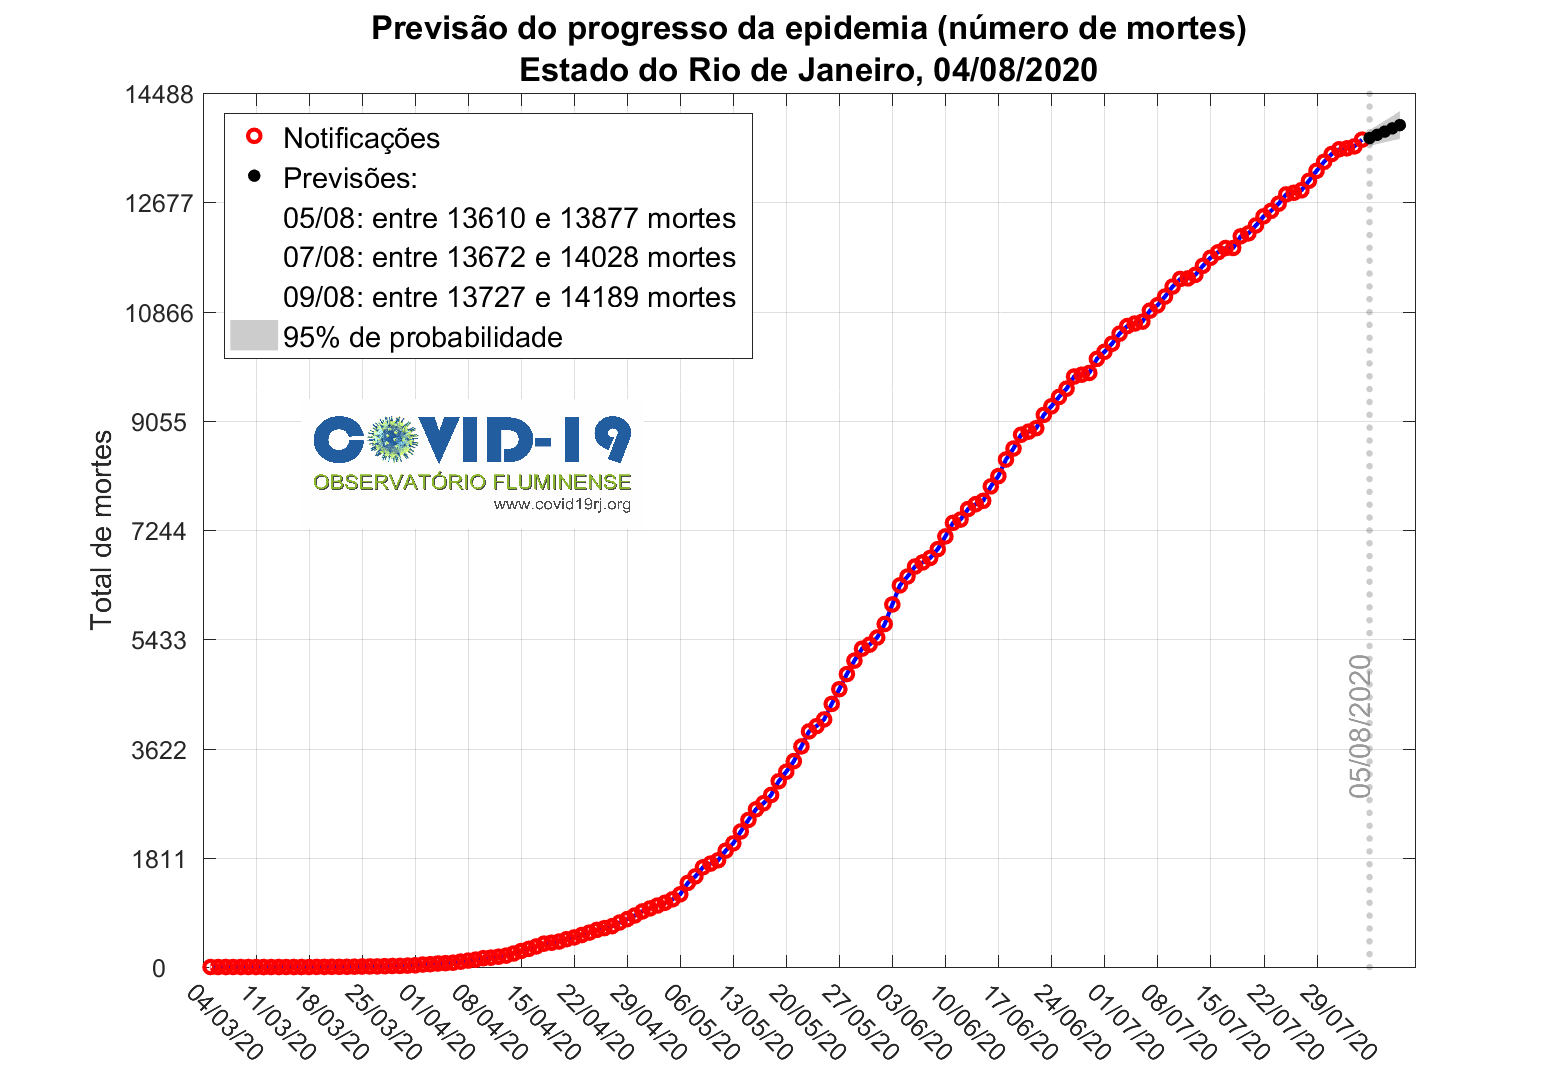 Previsão do progresso da epidemia (número de mortes)
Estado do Rio de Janeiro, 04/08/2020
14488
12677
10866
9055
7244
5433
3622
1811
0
Total de mortes
Notificações
Previsões:
05/08: entre 13610 e 13877 mortes
07/08: entre 13672 e 14028 mortes
09/08: entre 13727 e 14189 mortes
95% de probabilidade
COVID-19
OBSERVATÓRIO FLUMINENSE
www.covid19rj.org
05/08/2020
04/03/20
11/03/20
18/03/20
25/03/20
01/04/20
08/04/20
15/04/20
22/04/20
29/04/20
06/05/20
13/05/20
20/05/20
27/05/20
03/06/20
10/06/20
17/06/20
24/06/20
01/07/20
08/07/20
15/07/20
22/07/20
29/07/20